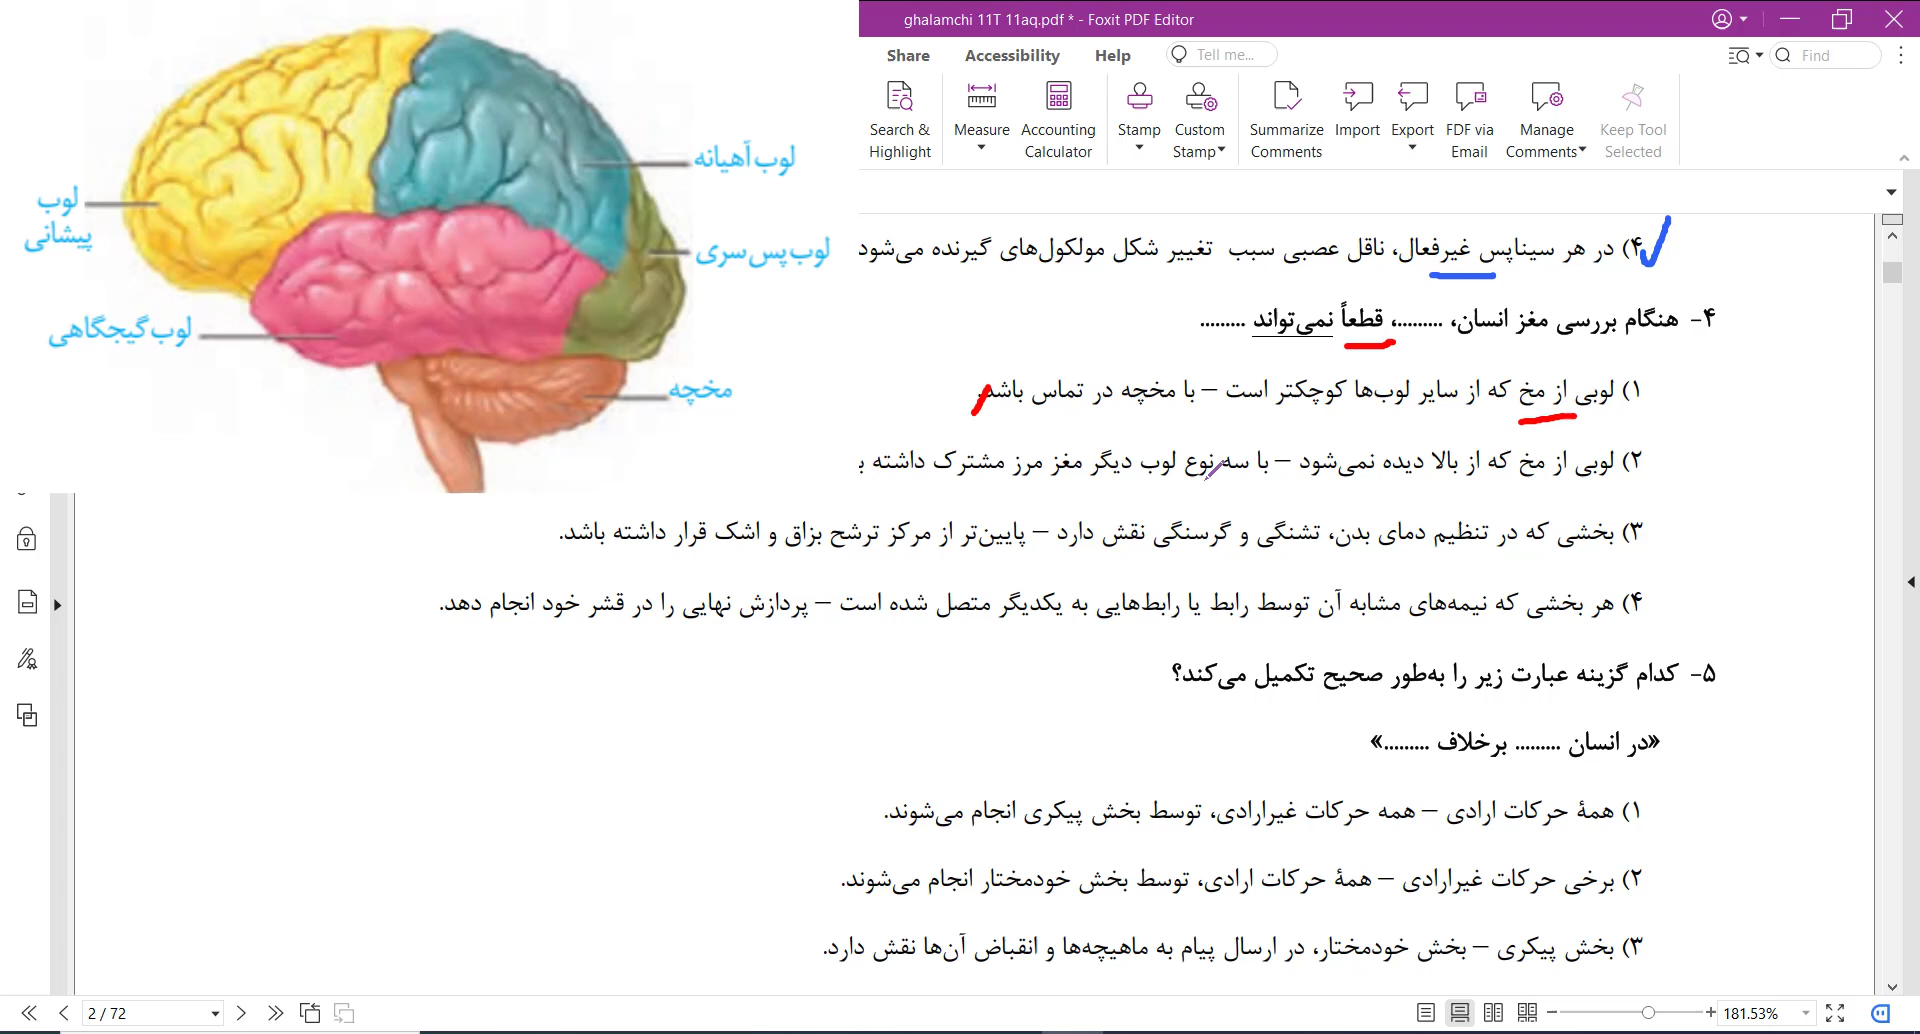 ghalamchi 11T 11aq.pdf * - Foxit PDF Editor
Share Accessibility Help Tell me... Find
Search & Highlight
Measure
Accounting Calculator
Stamp
Custom Stamp
Summarize Comments
Import
Export
FDF via Email
Manage Comments
Keep Tool Selected
لوب آهیانه
لوب پیشانی
لوب پس سری
لوب گیجگاهی
مخچه
۴) در هر سیناپس غیرفعال، ناقل عصبی سبب تغییر شکل مولکول‌های گیرنده می‌شود
۴- هنگام بررسی مغز انسان، .........، قطعاً نمی‌تواند .........
۱) لوبی از مخ که از سایر لوب‌ها کوچکتر است – با مخچه در تماس باشد.
۲) لوبی از مخ که از بالا دیده نمی‌شود – با سه نوع لوب دیگر مغز مرز مشترک داشته ب
۳) بخشی که در تنظیم دمای بدن، تشنگی و گرسنگی نقش دارد – پایین‌تر از مرکز ترشح بزاق و اشک قرار داشته باشد.
۴) هر بخشی که نیمه‌های مشابه آن توسط رابط یا رابط‌هایی به یکدیگر متصل شده است – پردازش نهایی را در قشر خود انجام دهد.
۵- کدام گزینه عبارت زیر را به‌طور صحیح تکمیل می‌کند؟
«در انسان ......... برخلاف .........»
۱) همهٔ حرکات ارادی – همه حرکات غیرارادی، توسط بخش پیکری انجام می‌شوند.
۲) برخی حرکات غیرارادی – همهٔ حرکات ارادی، توسط بخش خودمختار انجام می‌شوند.
۳) بخش پیکری – بخش خودمختار، در ارسال پیام به ماهیچه‌ها و انقباض آن‌ها نقش دارد.
2 / 72
181.53%